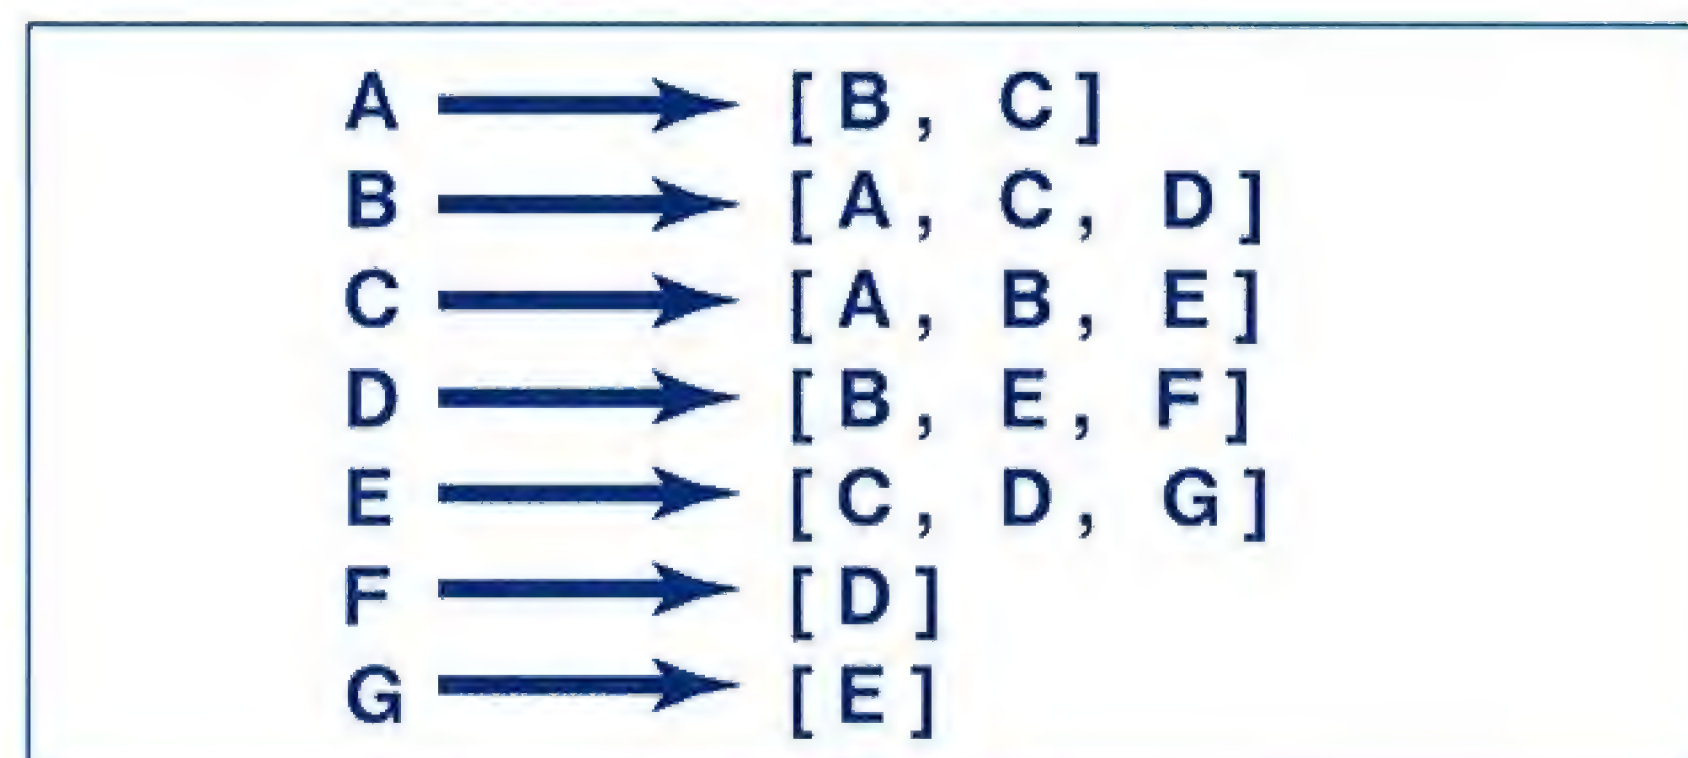 A → [B, C]
B → [A, C, D]
C → [A, B, E]
D → [B, E, F]
E → [C, D, G]
F → [D]
G → [E]